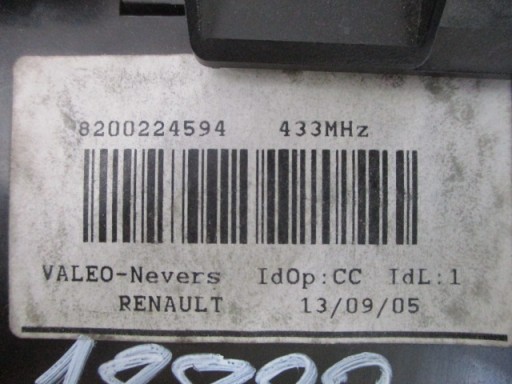 8200224594 433MHz
VALEO-Nevers IdOp:CC IdL:1
RENAULT 13/09/05